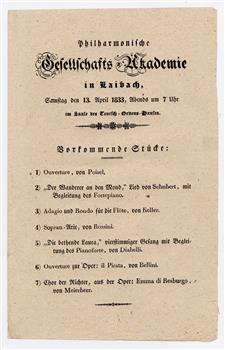 Philharmonische
Gesellschafts-Akademie
in Laibach,
Samstag den 13. April 1833, Abends um 7 Uhr
im Saale des Deutsch-Ordens-Hauses.
Vorkommende Stücke:
1) Ouverture, von Poisel.
2) „Der Wanderer an den Mond,“ Lied von Schubert, mit
Begleitung des Fortepiano.
3) Adagio und Rondo für die Flöte, von Keller.
4) Sopran-Arie, von Rossini.
5) „Die bethende Laura,“ vierstimmiger Gesang mit Beglei-
tung des Pianoforte, von Diabelli.
6) Ouverture zur Oper: il Pirata, von Bellini.
7) Chor der Richter, aus der Oper: Emma di Resburgo,
von Meierbeer.